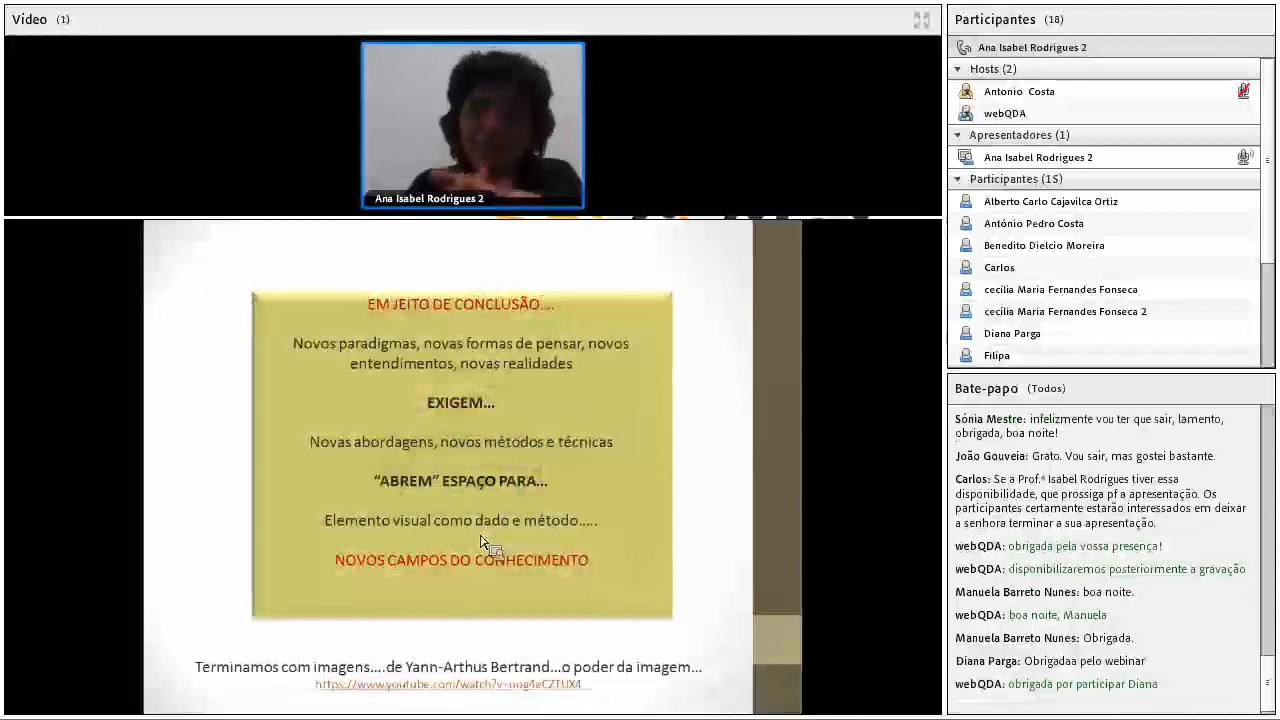 Vídeo (1)
Ana Isabel Rodrigues 2
EM JEITO DE CONCLUSÃO....
Novos paradigmas, novas formas de pensar, novos
entendimentos, novas realidades
EXIGEM...
Novas abordagens, novos métodos e técnicas
“ABREM” ESPAÇO PARA...
Elemento visual como dado e método.....
NOVOS CAMPOS DO CONHECIMENTO
Terminamos com imagens....de Yann-Arthus Bertrand...o poder da imagem...
Participantes (18)
Ana Isabel Rodrigues 2
Hosts (2)
Antonio Costa
webQDA
Apresentadores (1)
Ana Isabel Rodrigues 2
Participantes (15)
Alberto Carlo Cajavilca
António Pedro Costa
Benedito Dielcio Moreira
Carlos
cecília Maria Fernandes Fonseca
cecília Maria Fernandes Fonseca 2
Diana Parga
Filipa
Bate-papo (Todos)
Sónia Mestre: infelizmente vou ter que sair, lamento,
obrigada, boa noite!
João Gouveia: Grato. Vou sair, mas gostei bastante.
Carlos: Se a Prof.ª Isabel Rodrigues tiver essa
disponibilidade, que prossiga p/ a apresentação. Os
participantes certamente estarão interessados em deixar
a senhora terminar a sua apresentação.
webQDA: obrigada pela vossa presença!
webQDA: disponibilizaremos posteriormente a gravação
Manuela Barreto Nunes: boa noite.
webQDA: boa noite, Manuela
Manuela Barreto Nunes: Obrigada.
Diana Parga: Obrigada pelo webinar
webQDA: obrigada por participar Diana